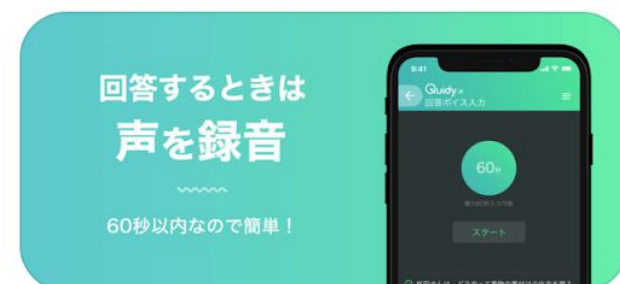 回答するときは
声を録音
60秒以内なので簡単！
9:41
Quidy
回答ボイス入力
60秒
スタート